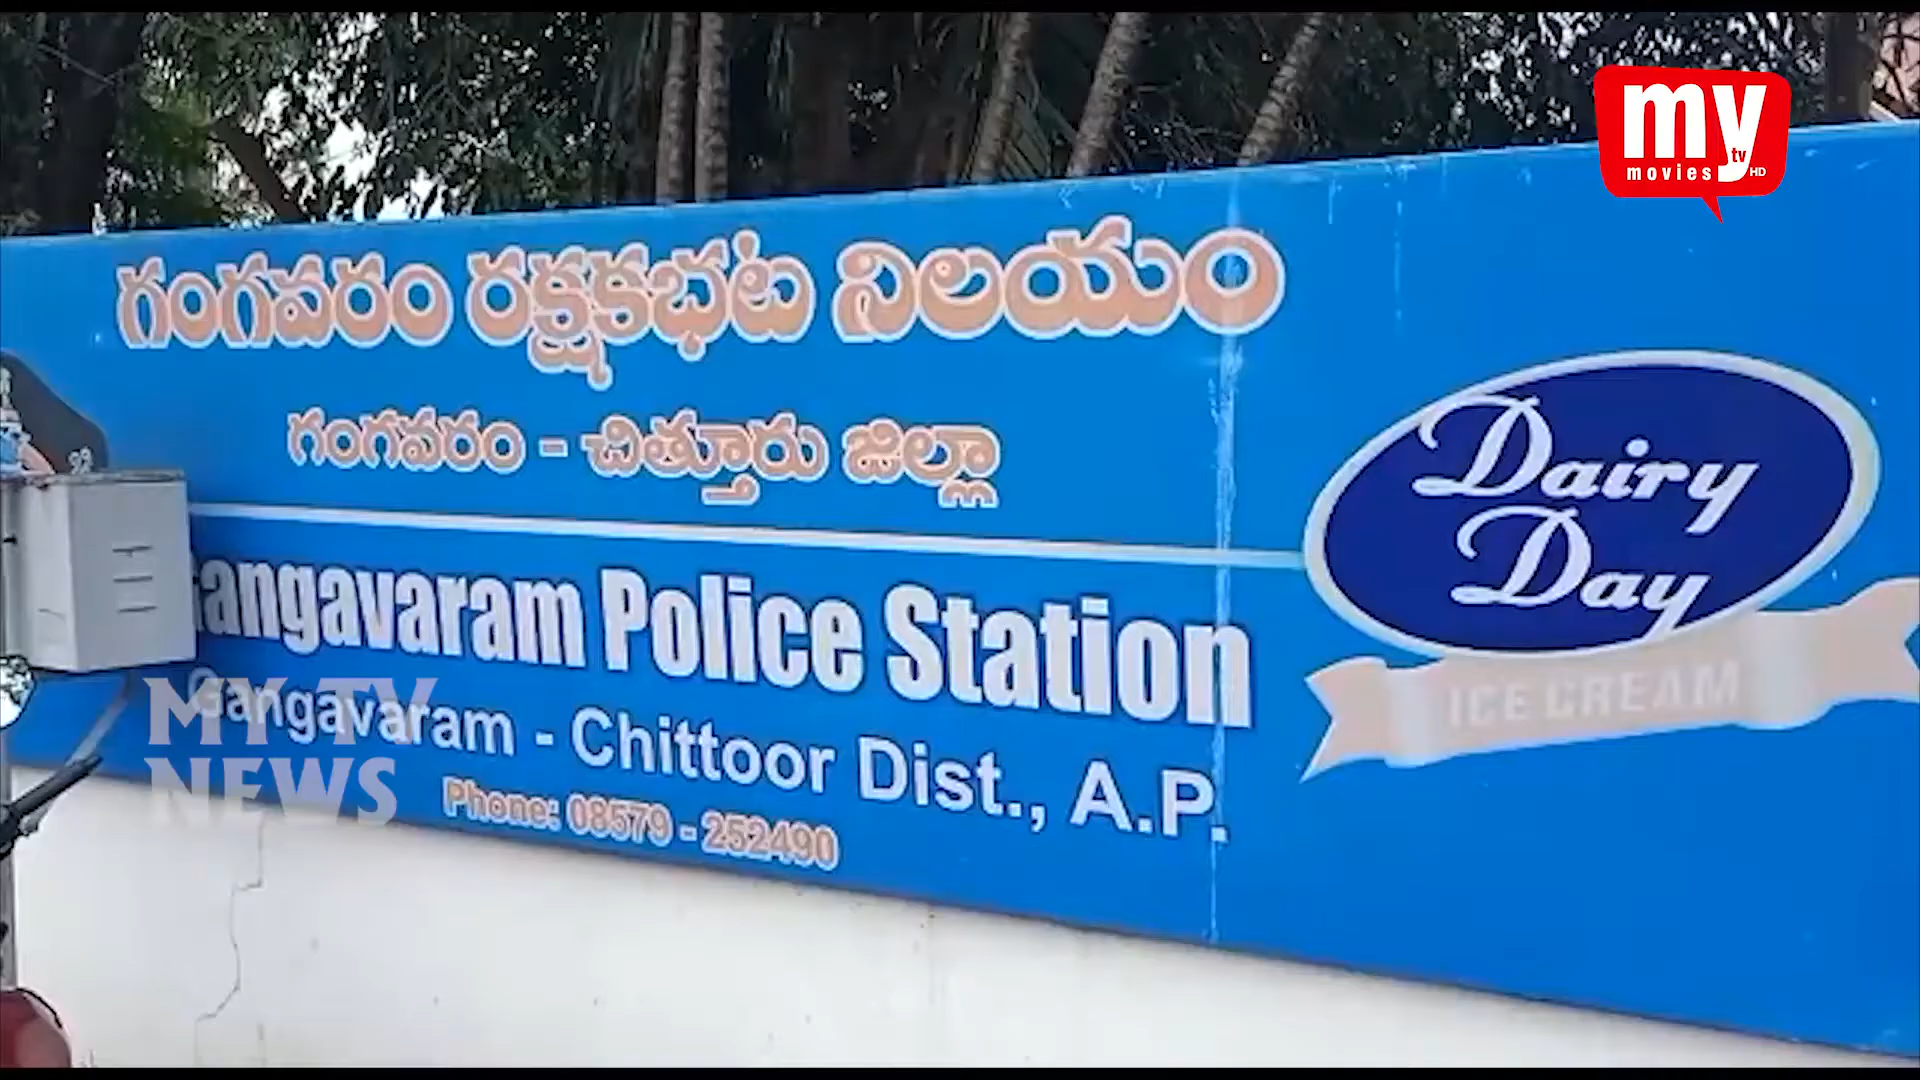 my
tv
movies HD
గంగవరం రక్షకభట నిలయం
గంగవరం - చిత్తూరు జిల్లా
Gangavaram Police Station
Gangavaram - Chittoor Dist., A.P.
Phone: 08579 - 252490
Dairy
Day
ICE CREAM
MY TV
NEWS